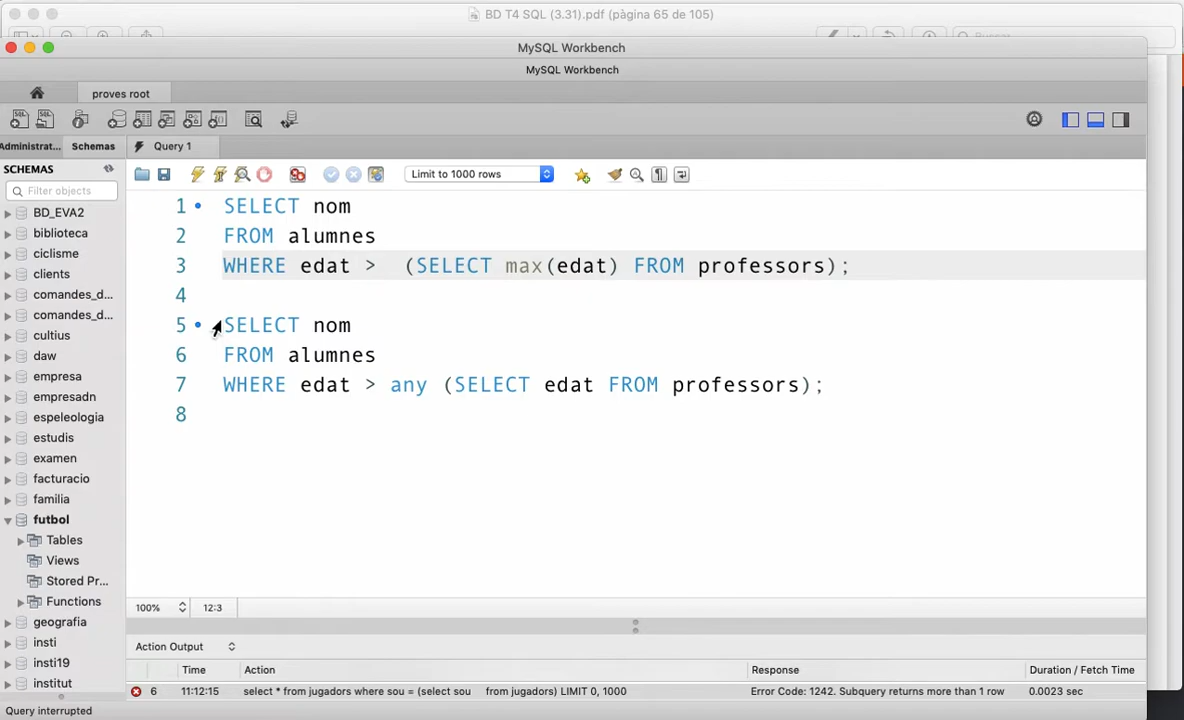 BD T4 SQL (3.31).pdf (pàgina 65 de 105)
MySQL Workbench
MySQL Workbench
proves root
Administrat... Schemas Query 1
SCHEMAS
Filter objects
Limit to 1000 rows
BD_EVA2
biblioteca
ciclisme
clients
comandes_d...
comandes_d...
cultius
daw
empresa
empresadn
espeleologia
estudis
examen
facturacio
familia
futbol
Tables
Views
Stored Pr...
Functions
geografia
insti
insti19
institut
1 SELECT nom
2 FROM alumnes
3 WHERE edat > (SELECT max(edat) FROM professors);
4
5 SELECT nom
6 FROM alumnes
7 WHERE edat > any (SELECT edat FROM professors);
8
100% 12:3
Action Output
Time Action Response Duration / Fetch Time
6 11:12:15 select * from jugadors where sou = (select sou from jugadors) LIMIT 0, 1000 Error Code: 1242. Subquery returns more than 1 row 0.0023 sec
Query interrupted